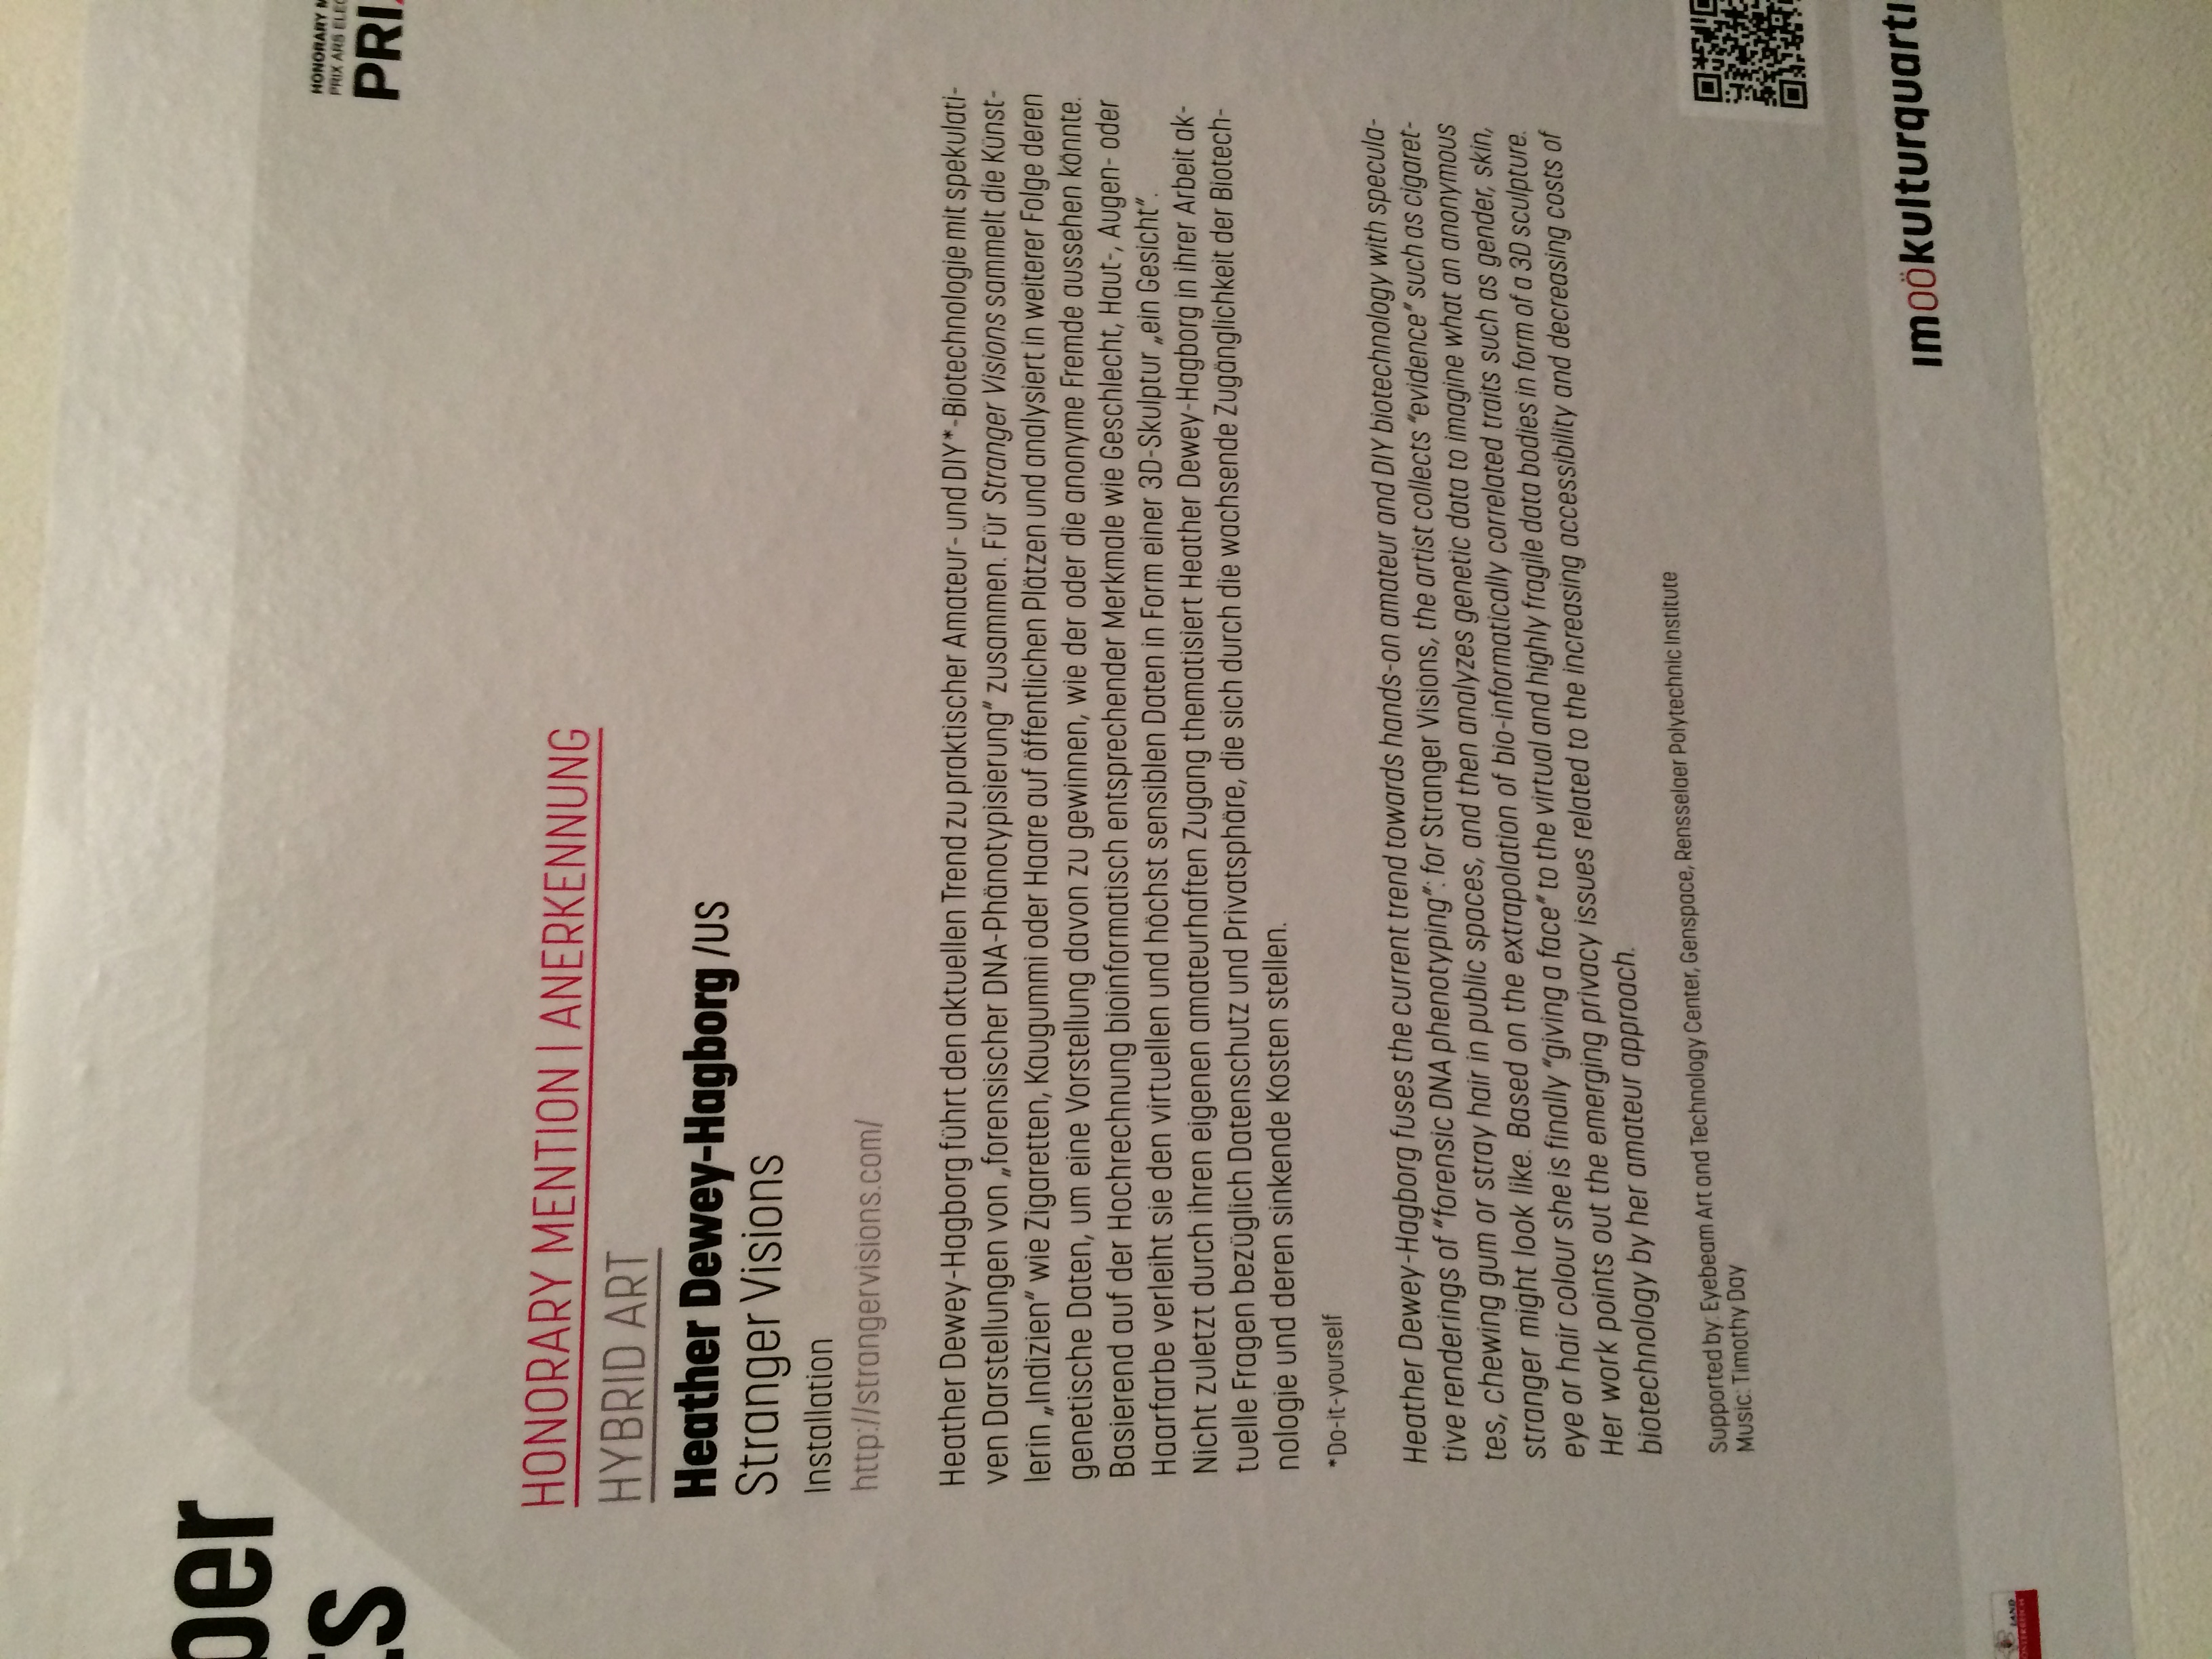 HONORARY
PRIX ARS
PRI
HONORARY MENTION | ANERKENNUNG
HYBRID ART
Heather Dewey-Hagborg /US
Stranger Visions
Installation
http://strangervisions.com/
Heather Dewey-Hagborg führt den aktuellen Trend zu praktischer Amateur- und DIY*-Biotechnologie mit spekulati-
ven Darstellungen von „forensischer DNA-Phänotypisierung" zusammen. Für Stranger Visions sammelt die Künst-
lerin „Indizien" wie Zigaretten, Kaugummi oder Haare auf öffentlichen Plätzen und analysiert in weiterer Folge deren
genetische Daten, um eine Vorstellung davon zu gewinnen, wie der oder die anonyme Fremde aussehen könnte.
Basierend auf der Hochrechnung bioinformatisch entsprechender Merkmale wie Geschlecht, Haut-, Augen- oder
Haarfarbe verleiht sie den virtuellen und höchst sensiblen Daten in Form einer 3D-Skulptur „ein Gesicht".
Nicht zuletzt durch ihren eigenen amateurhaften Zugang thematisiert Heather Dewey-Hagborg in ihrer Arbeit ak-
tuelle Fragen bezüglich Datenschutz und Privatsphäre, die sich durch die wachsende Zugänglichkeit der Biotech-
nologie und deren sinkende Kosten stellen.
*Do-it-yourself
Heather Dewey-Hagborg fuses the current trend towards hands-on amateur and DIY biotechnology with specula-
tive renderings of "forensic DNA phenotyping": for Stranger Visions, the artist collects "evidence" such as cigaret-
tes, chewing gum or stray hair in public spaces, and then analyzes genetic data to imagine what an anonymous
stranger might look like. Based on the extrapolation of bio-informatically correlated traits such as gender, skin,
eye or hair colour she is finally "giving a face" to the virtual and highly fragile data bodies in form of a 3D sculpture.
Her work points out the emerging privacy issues related to the increasing accessibility and decreasing costs of
biotechnology by her amateur approach.
Supported by: Eyebeam Art and Technology Center, Genspace, Rensselaer Polytechnic Institute
Music: Timothy Day
LAND
imOÖkulturquarti